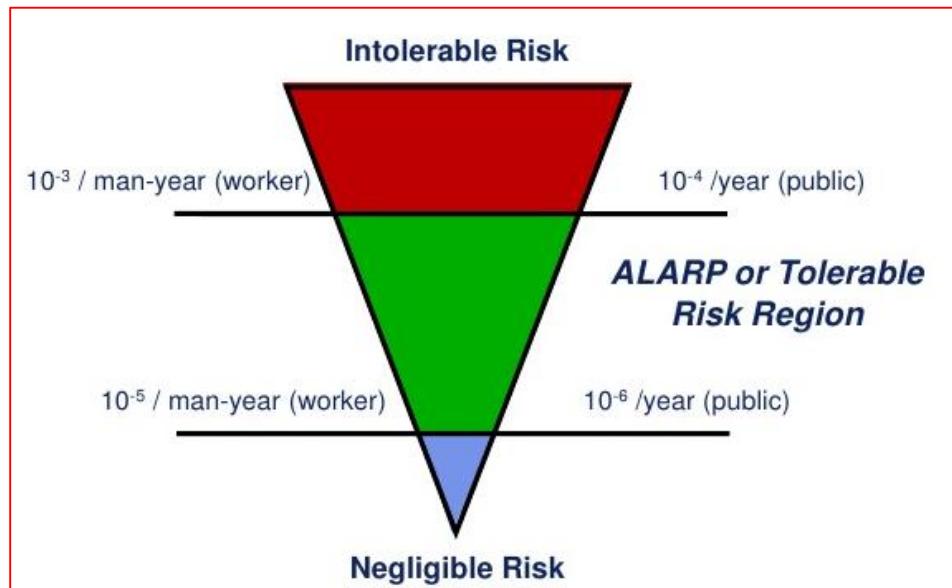 Intolerable Risk
10⁻³ / man-year (worker)
10⁻⁴ /year (public)
ALARP or Tolerable
Risk Region
10⁻⁵ / man-year (worker)
10⁻⁶ /year (public)
Negligible Risk